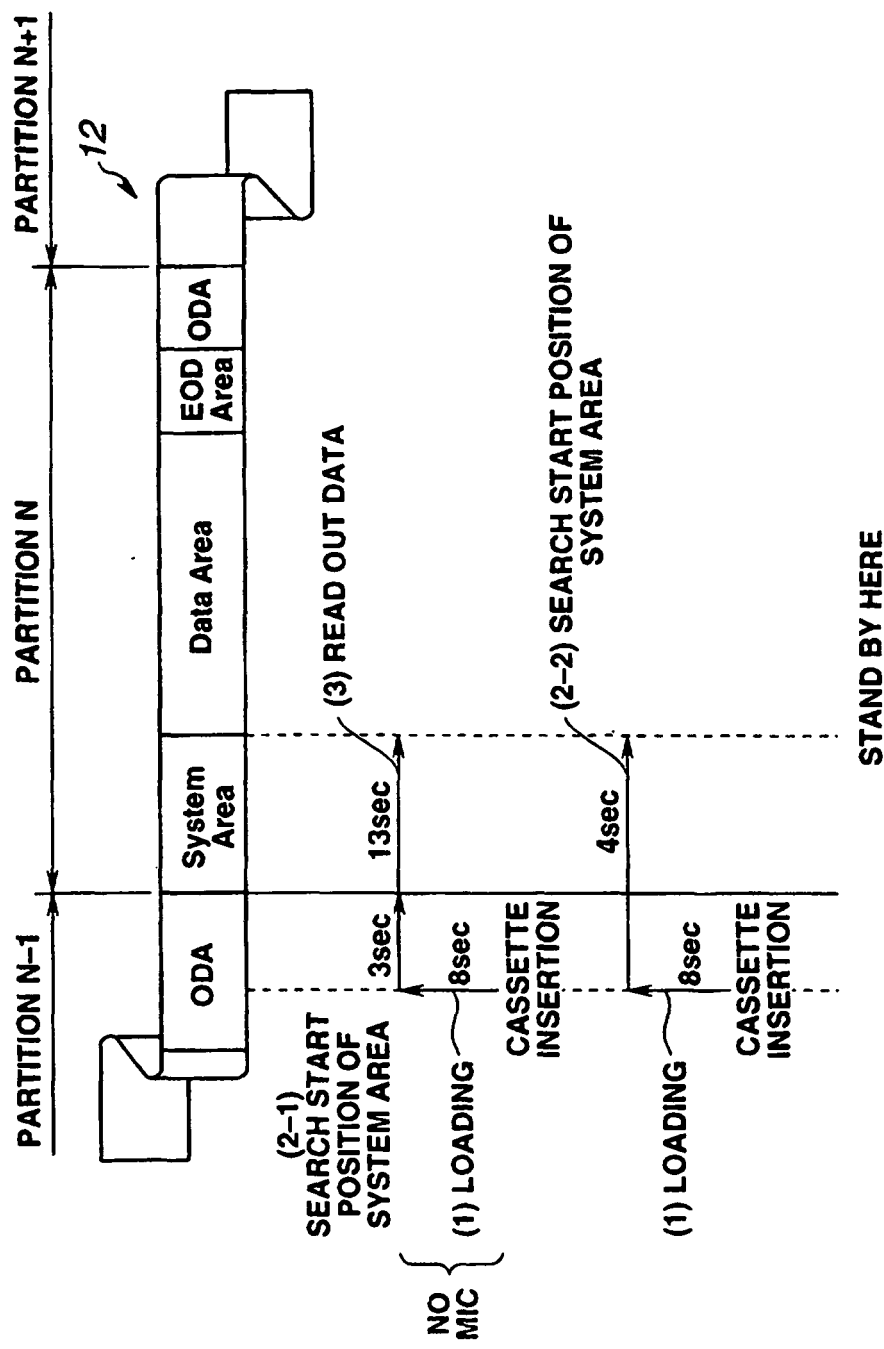 PARTITION N−1
PARTITION N
PARTITION N+1
12
ODA
System
Area
Data Area
EOD
Area
ODA
(2−1)
SEARCH START
POSITION OF
SYSTEM AREA
3sec
13sec
(3) READ OUT DATA
NO
MIC
(1) LOADING
8sec
CASSETTE
INSERTION
4sec
(2−2) SEARCH START POSITION OF
SYSTEM AREA
(1) LOADING
8sec
CASSETTE
INSERTION
STAND BY HERE